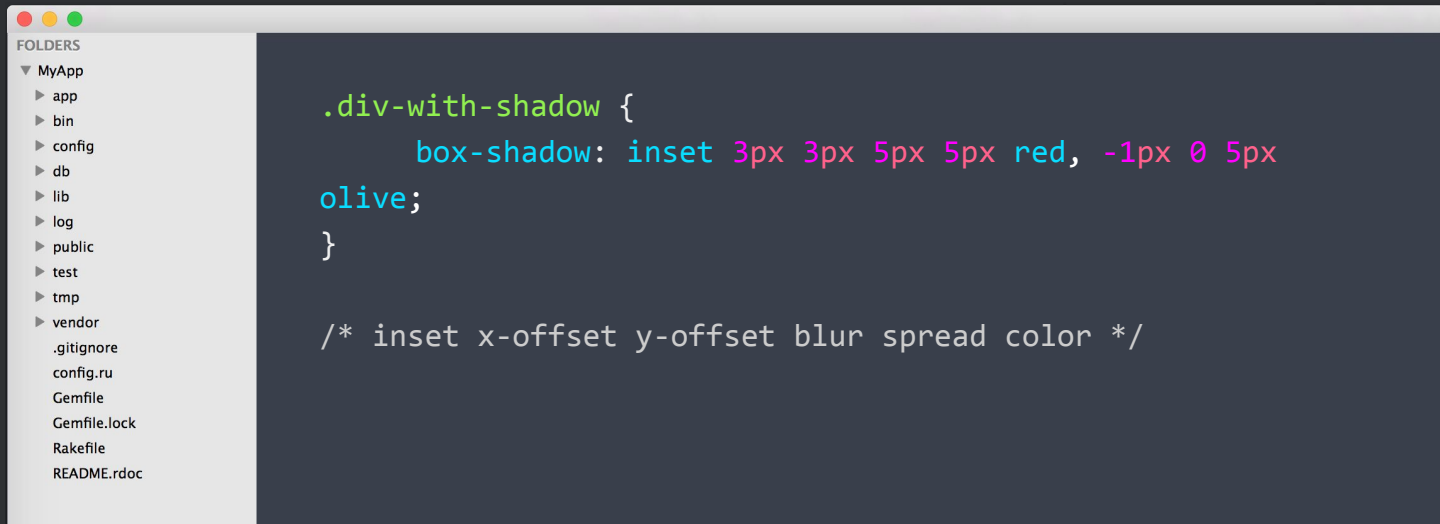 FOLDERS
MyApp
app
bin
config
db
lib
log
public
test
tmp
vendor
.gitignore
config.ru
Gemfile
Gemfile.lock
Rakefile
README.rdoc
.div-with-shadow {
box-shadow: inset 3px 3px 5px 5px red, -1px 0 5px
olive;
}
/* inset x-offset y-offset blur spread color */